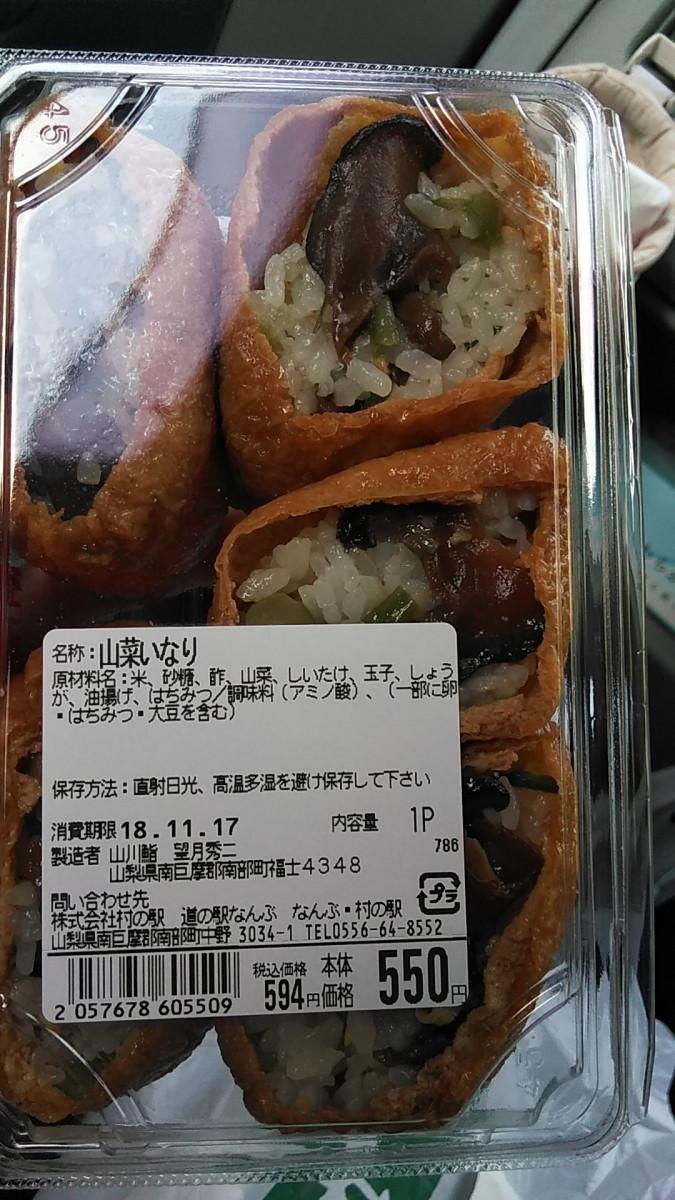 45
名称:山菜いなり
原材料名:米、砂糖、酢、山菜、しいたけ、玉子、しょう
が、油揚げ、はちみつ/調味料(アミノ酸)、(一部に卵
・はちみつ・大豆を含む)
保存方法:直射日光、高温多湿を避け保存して下さい
消費期限18.11.17 内容量 1P
製造者 山川鮨 望月秀二 786
山梨県南巨摩郡南部町福士4348
プラ
問い合わせ先
株式会社村の駅 道の駅なんぶ なんぶ・村の駅
山梨県南巨摩郡南部町中野 3034-1 TEL0556-64-8552
税込価格 594円 本体価格 550円
2 057678 605509